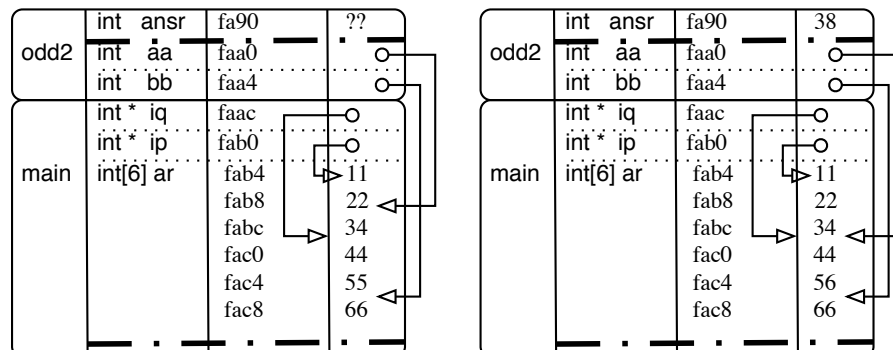 int ansr fa90 ??
odd2 int aa faa0
int bb faa4
int * iq faac
int * ip fab0
main int[6] ar fab4 11
fab8 22
fabc 34
fac0 44
fac4 55
fac8 66
int ansr fa90 38
odd2 int aa faa0
int bb faa4
int * iq faac
int * ip fab0
main int[6] ar fab4 11
fab8 22
fabc 34
fac0 44
fac4 56
fac8 66